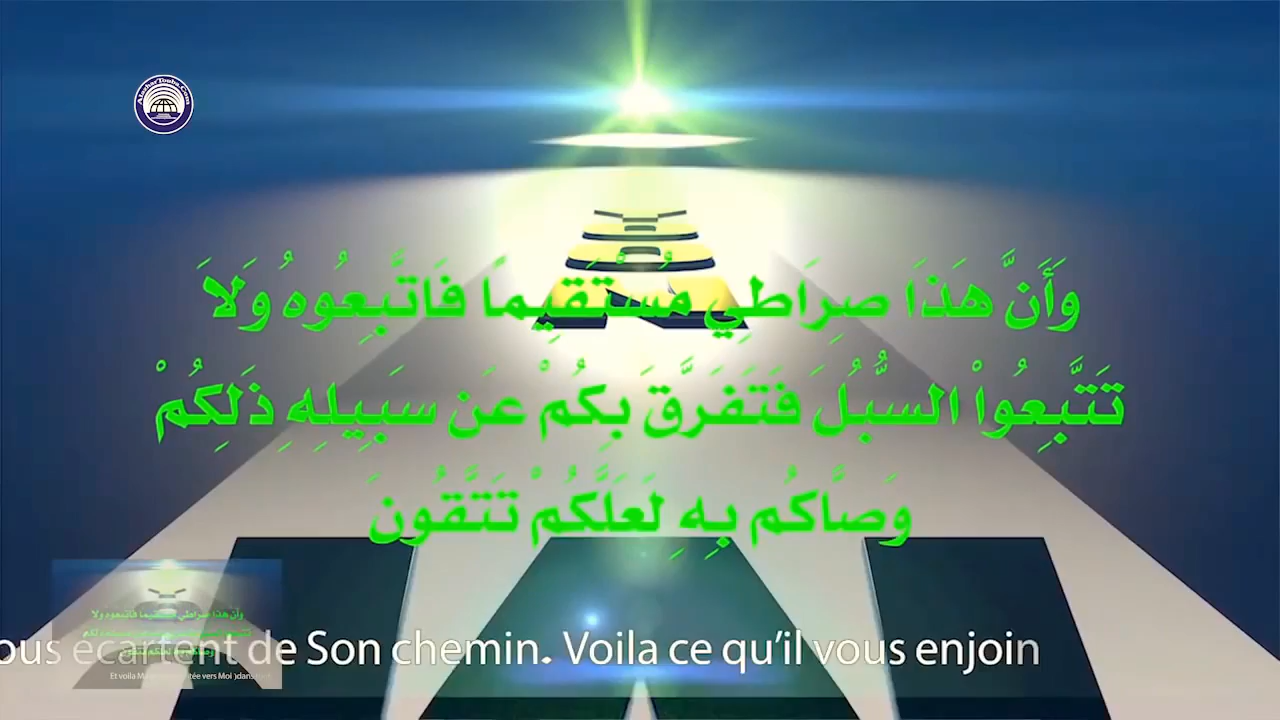 وَأَنَّ هَذَا صِرَاطِي مُسْتَقِيماً فَاتَّبِعُوهُ وَلاَ
تَتَّبِعُواْ السُّبُلَ فَتَفَرَّقَ بِكُمْ عَن سَبِيلِهِ ذَلِكُمْ
وَصَّاكُم بِهِ لَعَلَّكُمْ تَتَّقُونَ
ous écartent de Son chemin. Voila ce qu’il vous enjoin